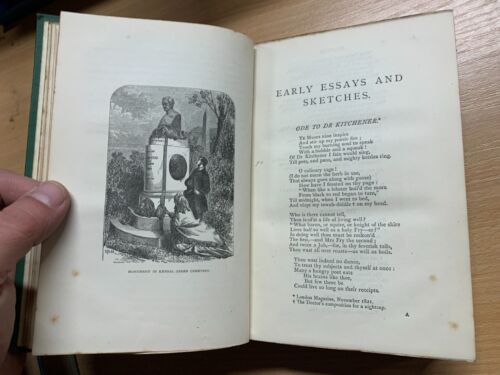 MONUMENT IN KENSAL GREEN CEMETERY.
EARLY ESSAYS AND
SKETCHES.
ODE TO DR KITCHENER.*
YE Muses nine inspire
And stir up my poetic fire;
Teach my burning soul to speak
With a bubble and a squeak!
Of Dr Kitchener I fain would sing,
Till pots, and pans, and mighty kettles ring.
O culinary sage!
(I do not mean the herb in use,
That always goes along with goose)
How have I feasted on thy page:
"When like a lobster boil'd the morn
From black to red began to turn,"
Till midnight, when I went to bed,
And clapt my tewah-diddle † on my head.
Who is there cannot tell,
Thou lead'st a life of living well?
"What baron, or squire, or knight of the shire
Lives half so well as a holy Fry—er?"
In doing well thou must be reckon'd
The first,—and Mrs Fry the second;
And twice a Job,—for, in thy fev'rish toils,
Thou wast all over roasts—as well as boils.
Thou wast indeed no dunce,
To treat thy subjects and thyself at once;
Many a hungry poet eats
His brains like thee,
But few there be
Could live so long on their receipts.
* London Magazine, November 1821.
† The Doctor's composition for a nightcap.
A